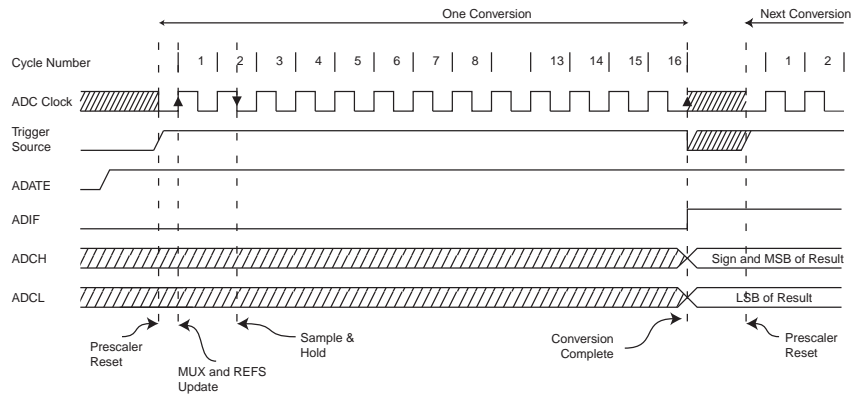 One Conversion
Next Conversion
Cycle Number 1 2 3 4 5 6 7 8 13 14 15 16 1 2
ADC Clock
Trigger
Source
ADATE
ADIF
ADCH
Sign and MSB of Result
ADCL
LSB of Result
Prescaler
Reset
MUX and REFS
Update
Sample &
Hold
Conversion
Complete
Prescaler
Reset